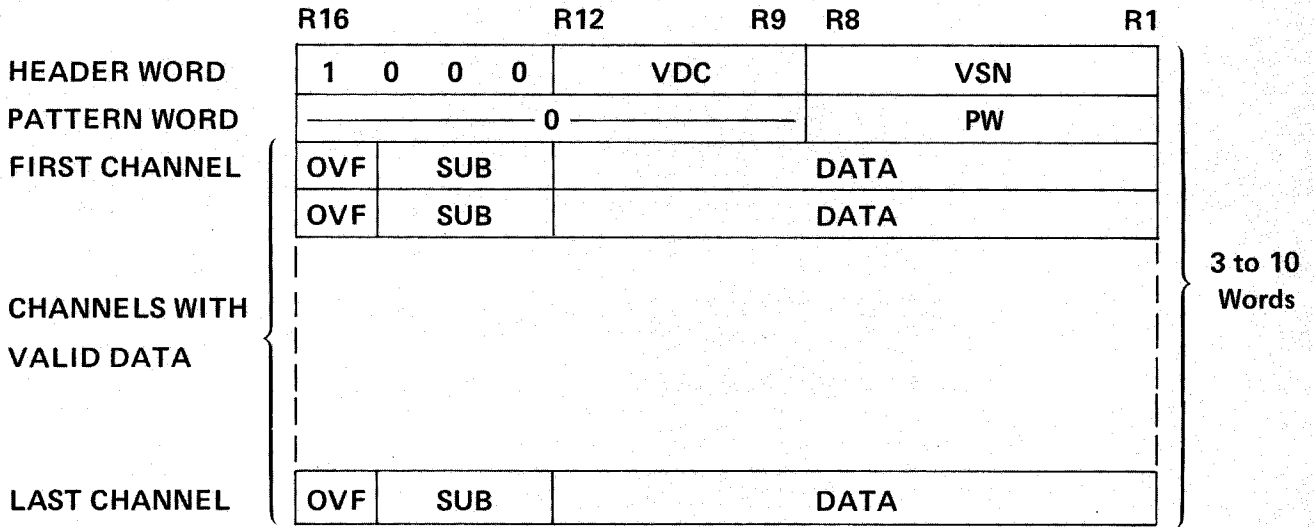 R16 R12 R9 R8 R1
HEADER WORD 1 0 0 0 VDC VSN
PATTERN WORD 0 PW
FIRST CHANNEL OVF SUB DATA
OVF SUB DATA
3 to 10
Words
CHANNELS WITH
VALID DATA
LAST CHANNEL OVF SUB DATA